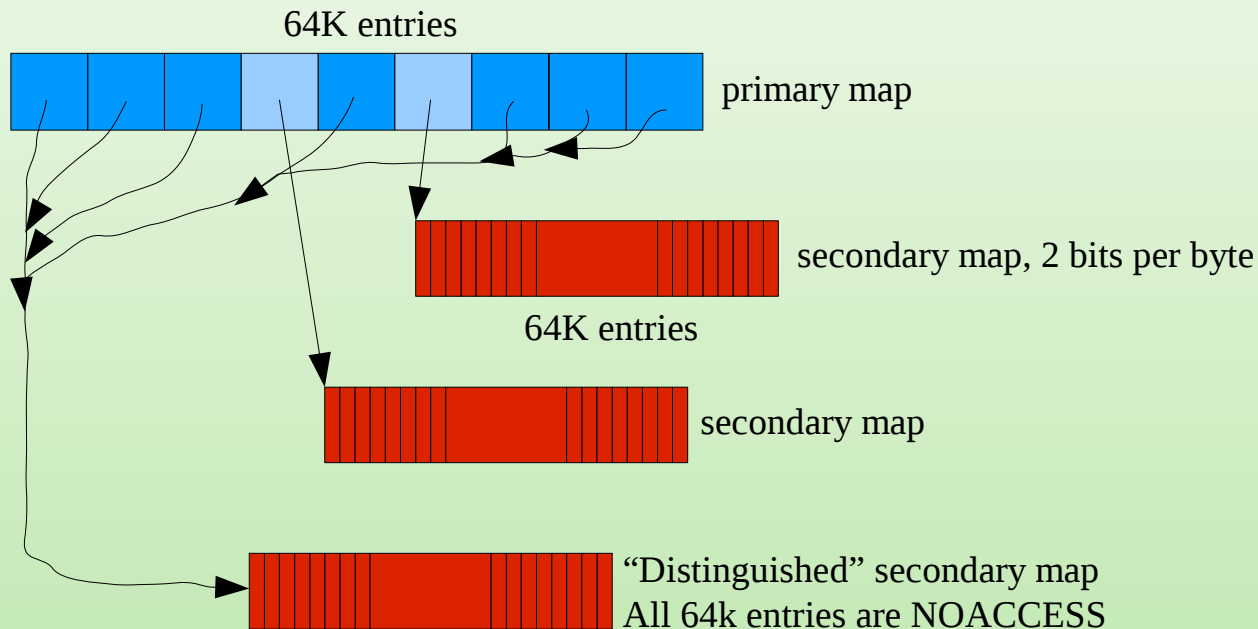 64K entries
primary map
secondary map, 2 bits per byte
64K entries
secondary map
“Distinguished” secondary map
All 64k entries are NOACCESS